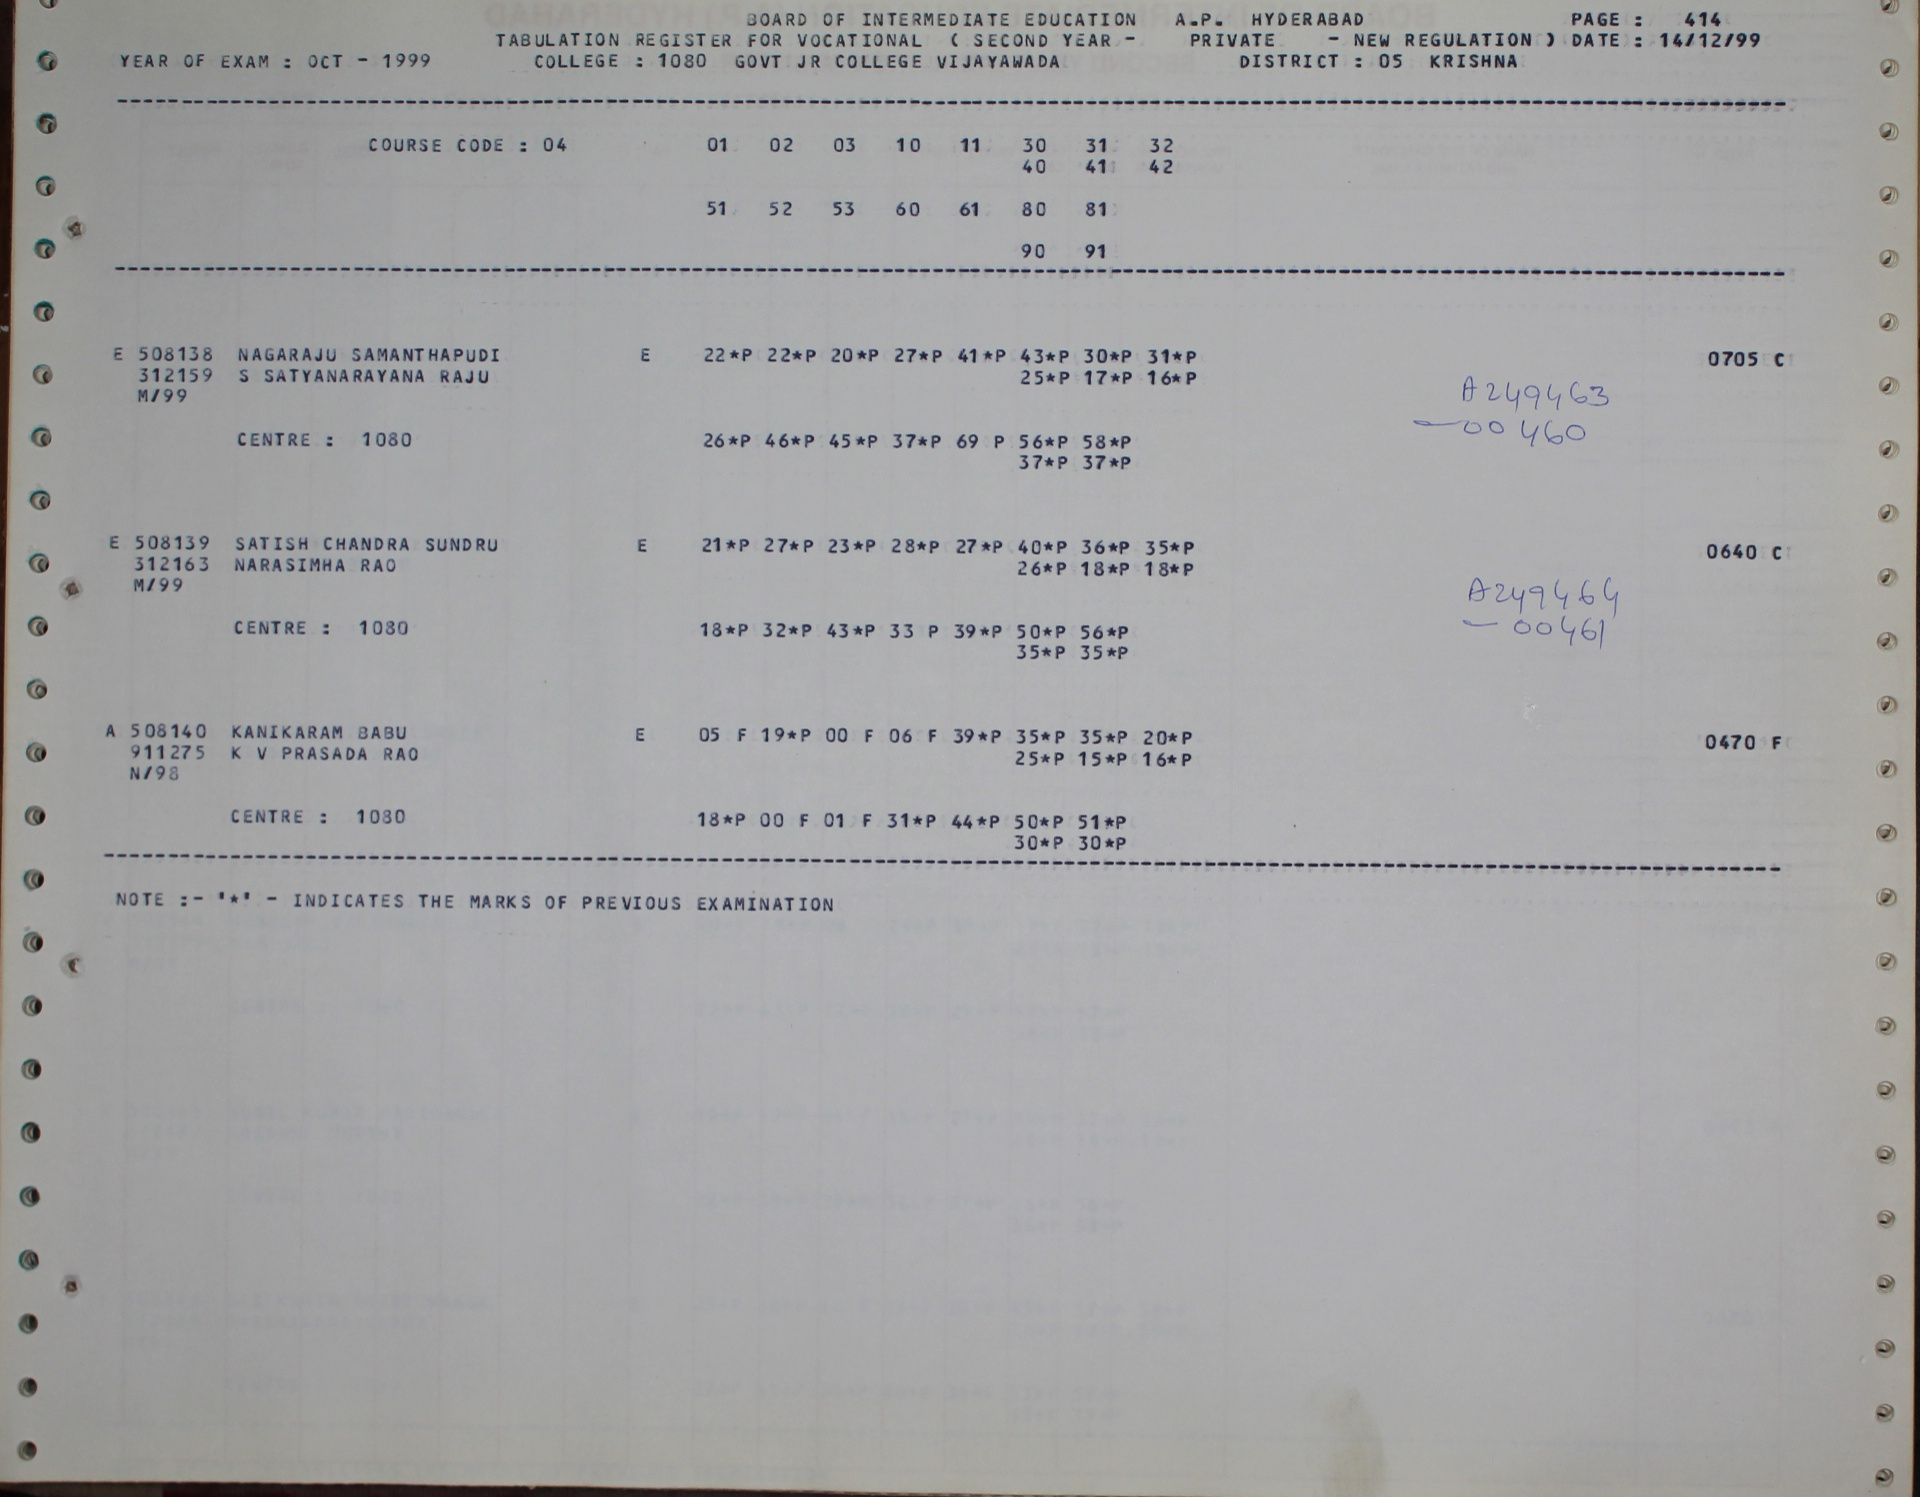 BOARD OF INTERMEDIATE EDUCATION A.P. HYDERABAD PAGE : 414
TABULATION REGISTER FOR VOCATIONAL ( SECOND YEAR - PRIVATE - NEW REGULATION ) DATE : 14/12/99
YEAR OF EXAM : OCT - 1999 COLLEGE : 1080 GOVT JR COLLEGE VIJAYAWADA DISTRICT : 05 KRISHNA
COURSE CODE : 04 01 02 03 10 11 30 31 32
40 41 42
51 52 53 60 61 80 81
90 91
E 508138 NAGARAJU SAMANTHAPUDI E 22*P 22*P 20*P 27*P 41*P 43*P 30*P 31*P 0705 C
312159 S SATYANARAYANA RAJU 25*P 17*P 16*P
M/99
A249463
CENTRE : 1080 26*P 46*P 45*P 37*P 69 P 56*P 58*P
—00460
37*P 37*P
E 508139 SATISH CHANDRA SUNDRU E 21*P 27*P 23*P 28*P 27*P 40*P 36*P 35*P 0640 C
312163 NARASIMHA RAO 26*P 18*P 18*P
M/99
A249464
CENTRE : 1080 18*P 32*P 43*P 33 P 39*P 50*P 56*P
— 00461
35*P 35*P
A 508140 KANIKARAM BABU E 05 F 19*P 00 F 06 F 39*P 35*P 35*P 20*P 0470 F
911275 K V PRASADA RAO 25*P 15*P 16*P
N/98
CENTRE : 1080 18*P 00 F 01 F 31*P 44*P 50*P 51*P
30*P 30*P
NOTE :- '*' - INDICATES THE MARKS OF PREVIOUS EXAMINATION